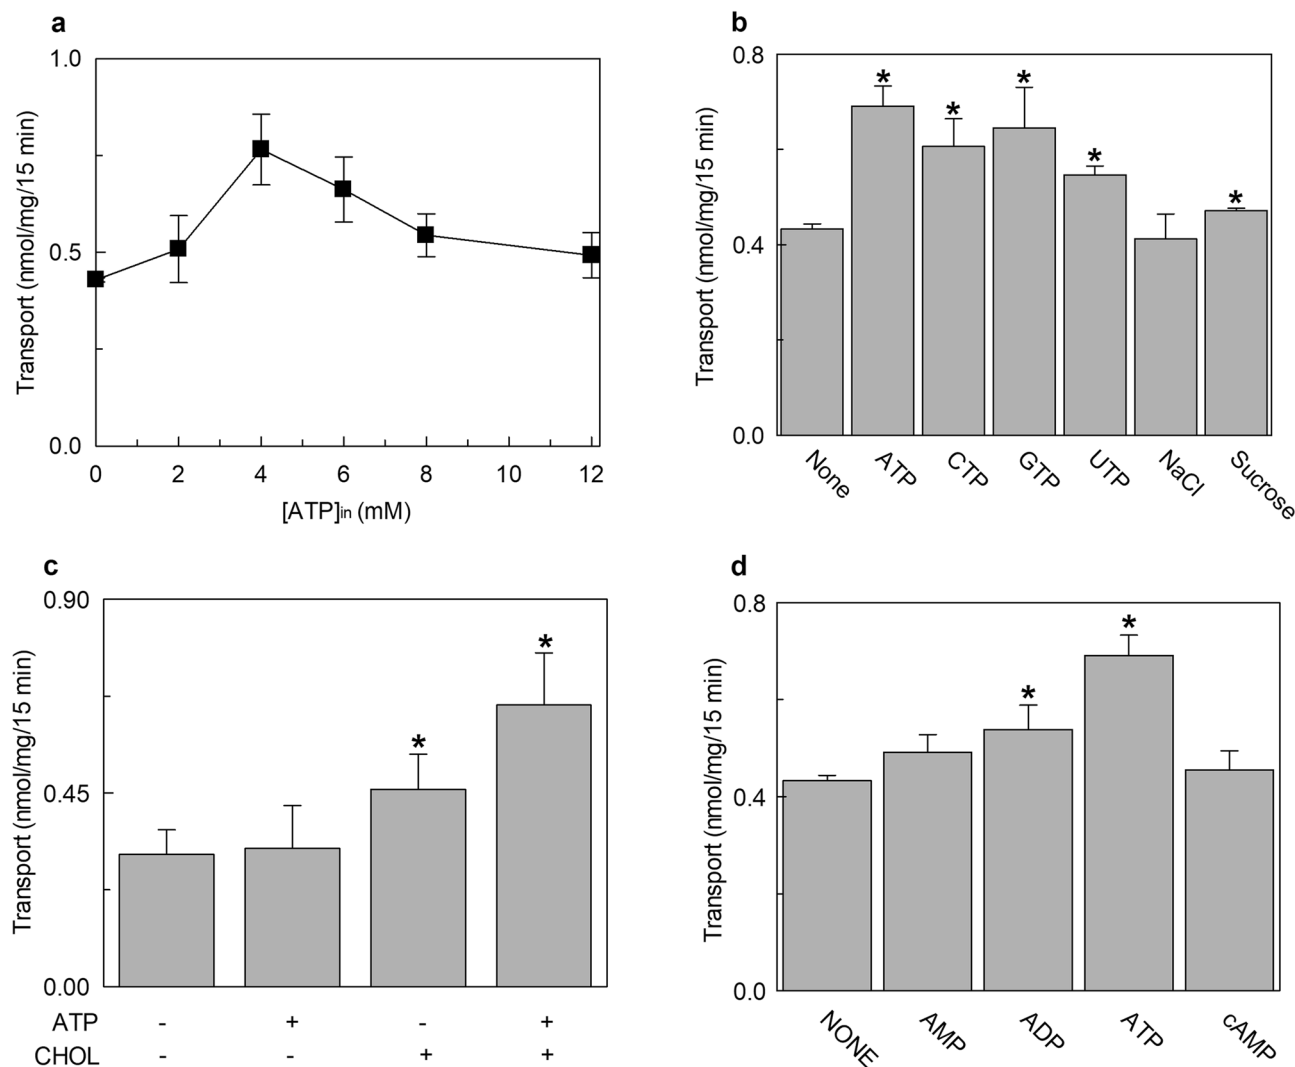 a
1.0
0.5
0.0
Transport (nmol/mg/15 min)
0 2 4 6 8 10 12
[ATP]in (mM)
b
0.8
0.4
0.0
Transport (nmol/mg/15 min)
* * * * *
None ATP CTP GTP UTP NaCl Sucrose
c
0.90
0.45
0.00
Transport (nmol/mg/15 min)
* *
ATP - + - +
CHOL - - + +
d
0.8
0.4
0.0
Transport (nmol/mg/15 min)
* *
NONE AMP ADP ATP cAMP